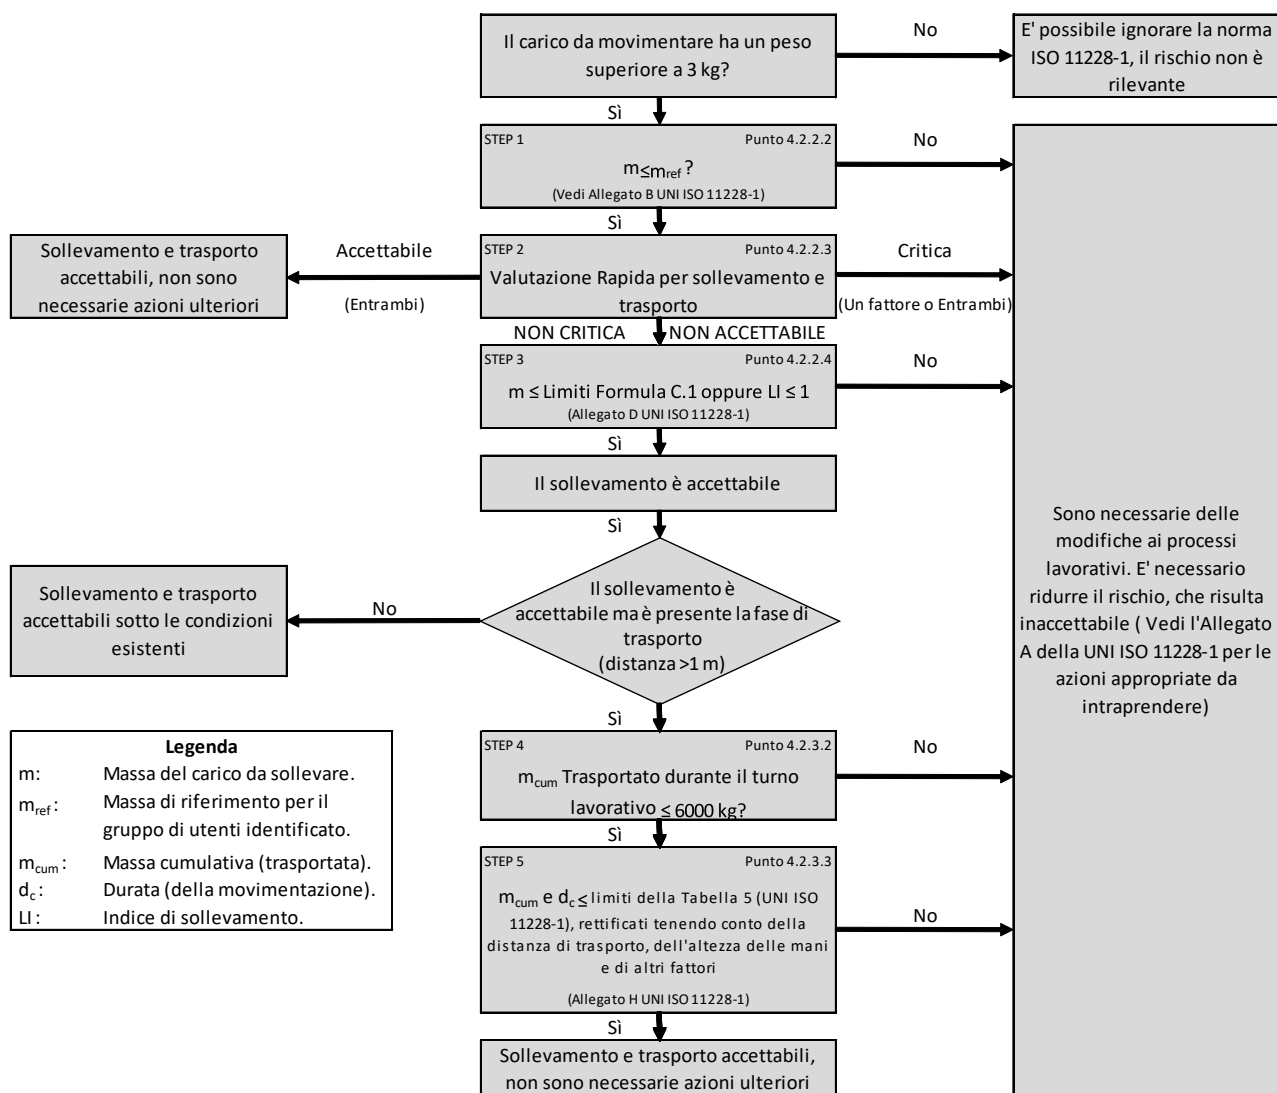 Il carico da movimentare ha un peso
superiore a 3 kg?
No
E' possibile ignorare la norma
ISO 11228-1, il rischio non è
rilevante
Sì
STEP 1 Punto 4.2.2.2
m≤mref ?
(Vedi Allegato B UNI ISO 11228-1)
No
Sì
Sollevamento e trasporto
accettabili, non sono
necessarie azioni ulteriori
Accettabile
(Entrambi)
STEP 2 Punto 4.2.2.3
Valutazione Rapida per sollevamento e
trasporto
Critica
(Un fattore o Entrambi)
NON CRITICA NON ACCETTABILE
STEP 3 Punto 4.2.2.4
m ≤ Limiti Formula C.1 oppure LI ≤ 1
(Allegato D UNI ISO 11228-1)
No
Sì
Il sollevamento è accettabile
Sì
Il sollevamento è
accettabile ma è presente la fase di
trasporto
(distanza >1 m)
No
Sollevamento e trasporto
accettabili sotto le condizioni
esistenti
Sono necessarie delle
modifiche ai processi
lavorativi. E' necessario
ridurre il rischio, che risulta
inaccettabile ( Vedi l'Allegato
A della UNI ISO 11228-1 per le
azioni appropriate da
intraprendere)
Sì
STEP 4 Punto 4.2.3.2
mcum Trasportato durante il turno
lavorativo ≤ 6000 kg?
No
Sì
STEP 5 Punto 4.2.3.3
mcum e dc ≤ limiti della Tabella 5 (UNI ISO
11228-1), rettificati tenendo conto della
distanza di trasporto, dell'altezza delle mani
e di altri fattori
(Allegato H UNI ISO 11228-1)
No
Sì
Sollevamento e trasporto accettabili,
non sono necessarie azioni ulteriori
Legenda
m: Massa del carico da sollevare.
mref : Massa di riferimento per il
gruppo di utenti identificato.
mcum : Massa cumulativa (trasportata).
dc : Durata (della movimentazione).
LI : Indice di sollevamento.